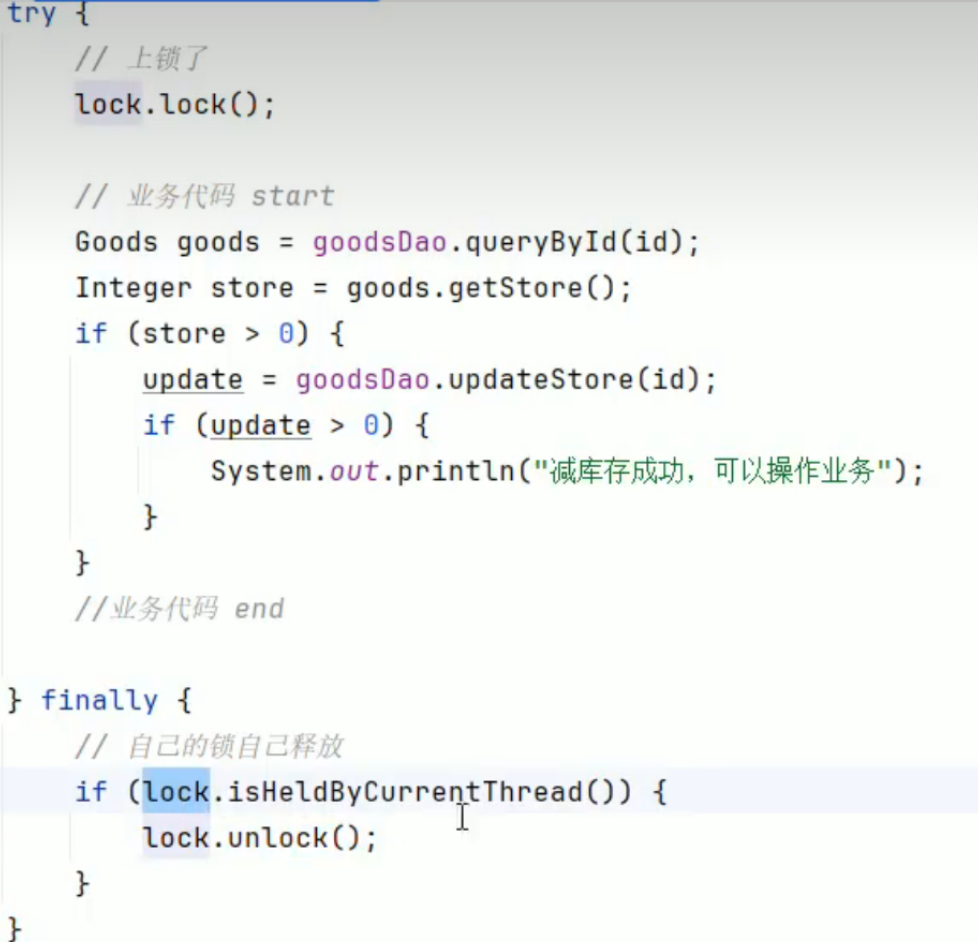 try {
// 上锁了
lock.lock();
// 业务代码 start
Goods goods = goodsDao.queryById(id);
Integer store = goods.getStore();
if (store > 0) {
update = goodsDao.updateStore(id);
if (update > 0) {
System.out.println("减库存成功，可以操作业务");
}
}
//业务代码 end
} finally {
// 自己的锁自己释放
if (lock.isHeldByCurrentThread()) {
lock.unlock();
}
}